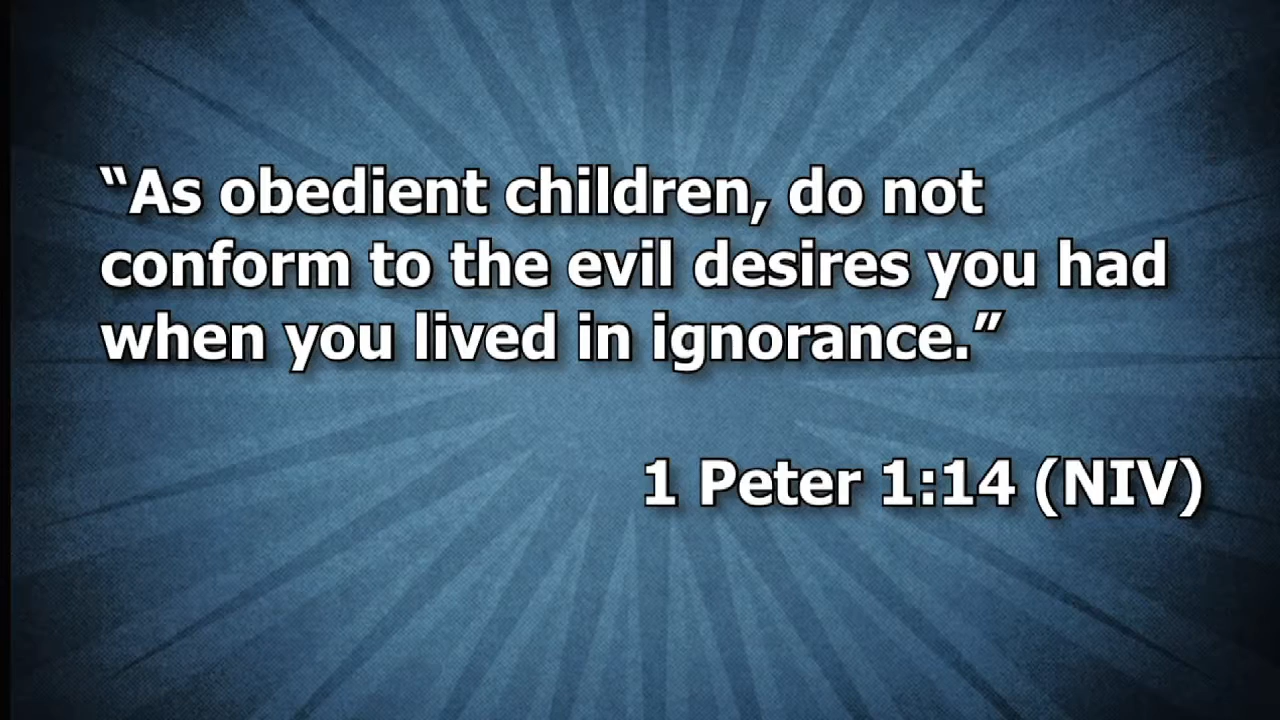 “As obedient children, do not
conform to the evil desires you had
when you lived in ignorance.”
1 Peter 1:14 (NIV)